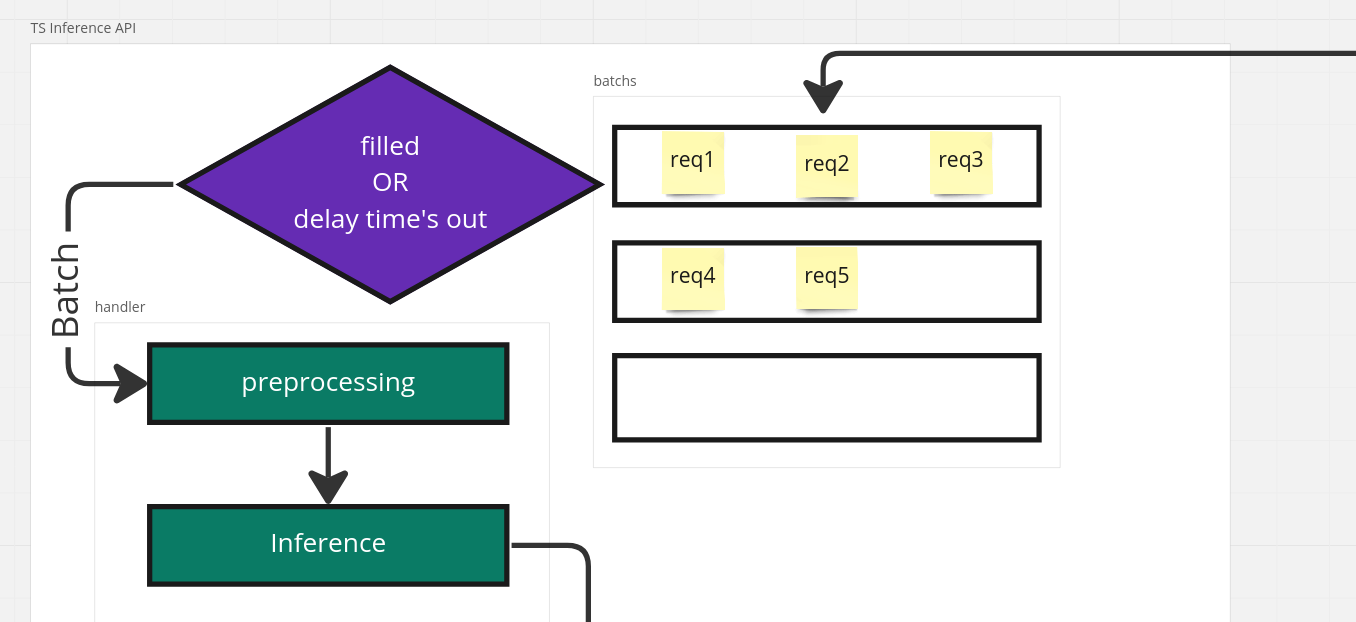 TS Inference API
batchs
filled
OR
delay time's out
req1
req2
req3
req4
req5
Batch
handler
preprocessing
Inference